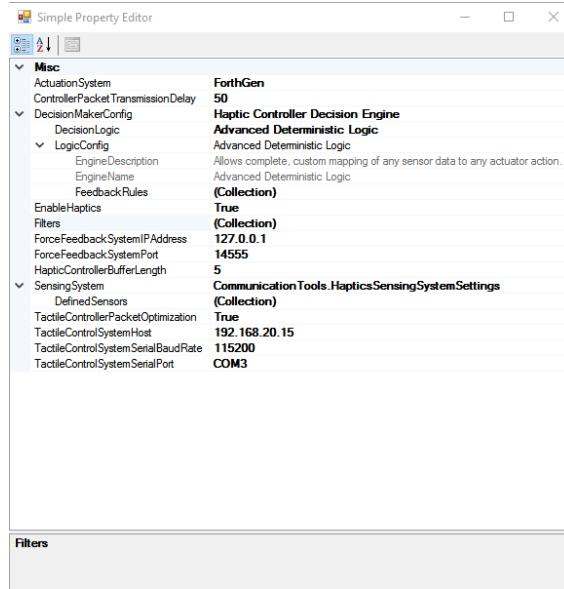 Simple Property Editor
Misc
ActuationSystem ForthGen
ControllerPacketTransmissionDelay 50
DecisionMakerConfig Haptic Controller Decision Engine
DecisionLogic Advanced Deterministic Logic
LogicConfig Advanced Deterministic Logic
EngineDescription Allows complete, custom mapping of any sensor data to any actuator action.
EngineName Advanced Deterministic Logic
FeedbackRules (Collection)
EnableHaptics True
Filters (Collection)
ForceFeedbackSystemIPAddress 127.0.0.1
ForceFeedbackSystemPort 14555
HapticControllerBufferLength 5
SensingSystem CommunicationTools.HapticsSensingSystemSettings
DefinedSensors (Collection)
TactileControllerPacketOptimization True
TactileControlSystemHost 192.168.20.15
TactileControlSystemSerialBaudRate 115200
TactileControlSystemSerialPort COM3
Filters